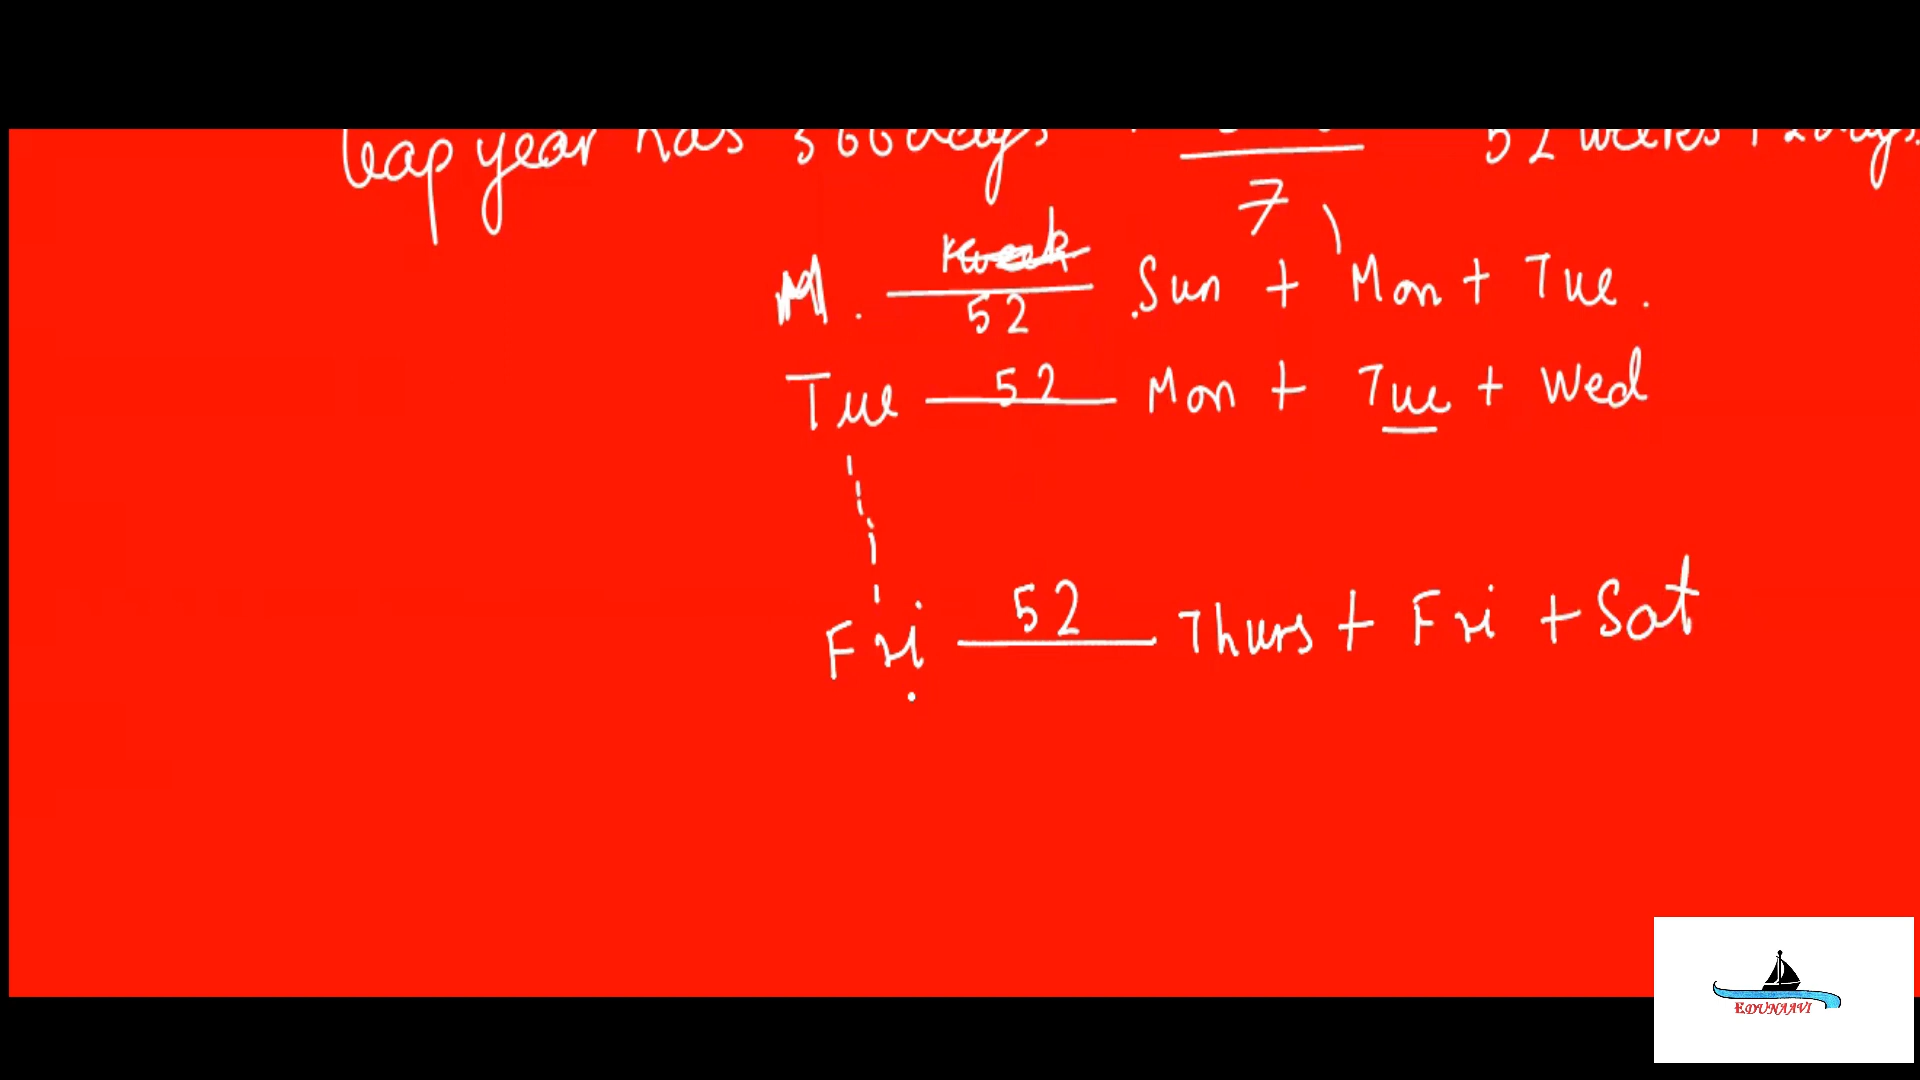 leap year has 366 days
7
52 weeks + 2 days.
M. 52 Sun + Mon + Tue.
Tue 52 Mon + Tue + Wed
Fri 52 Thurs + Fri + Sat
EDUNAAVI